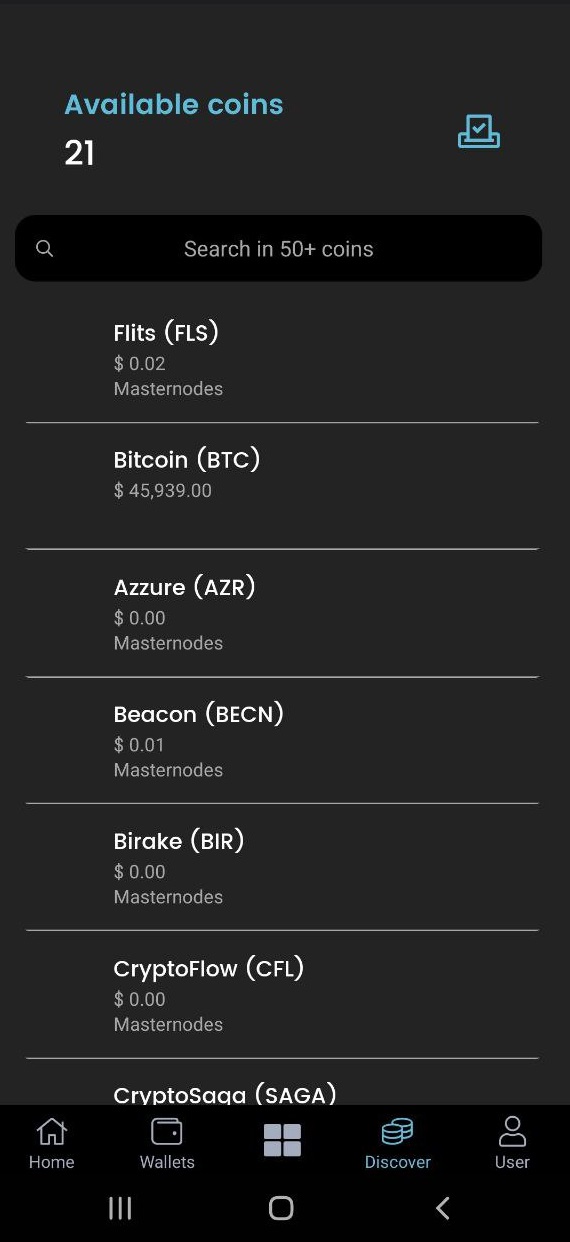 Available coins
21
Search in 50+ coins
Flits (FLS)
$ 0.02
Masternodes
Bitcoin (BTC)
$ 45,939.00
Azzure (AZR)
$ 0.00
Masternodes
Beacon (BECN)
$ 0.01
Masternodes
Birake (BIR)
$ 0.00
Masternodes
CryptoFlow (CFL)
$ 0.00
Masternodes
CryptoSaga (SAGA)
Home Wallets Discover User